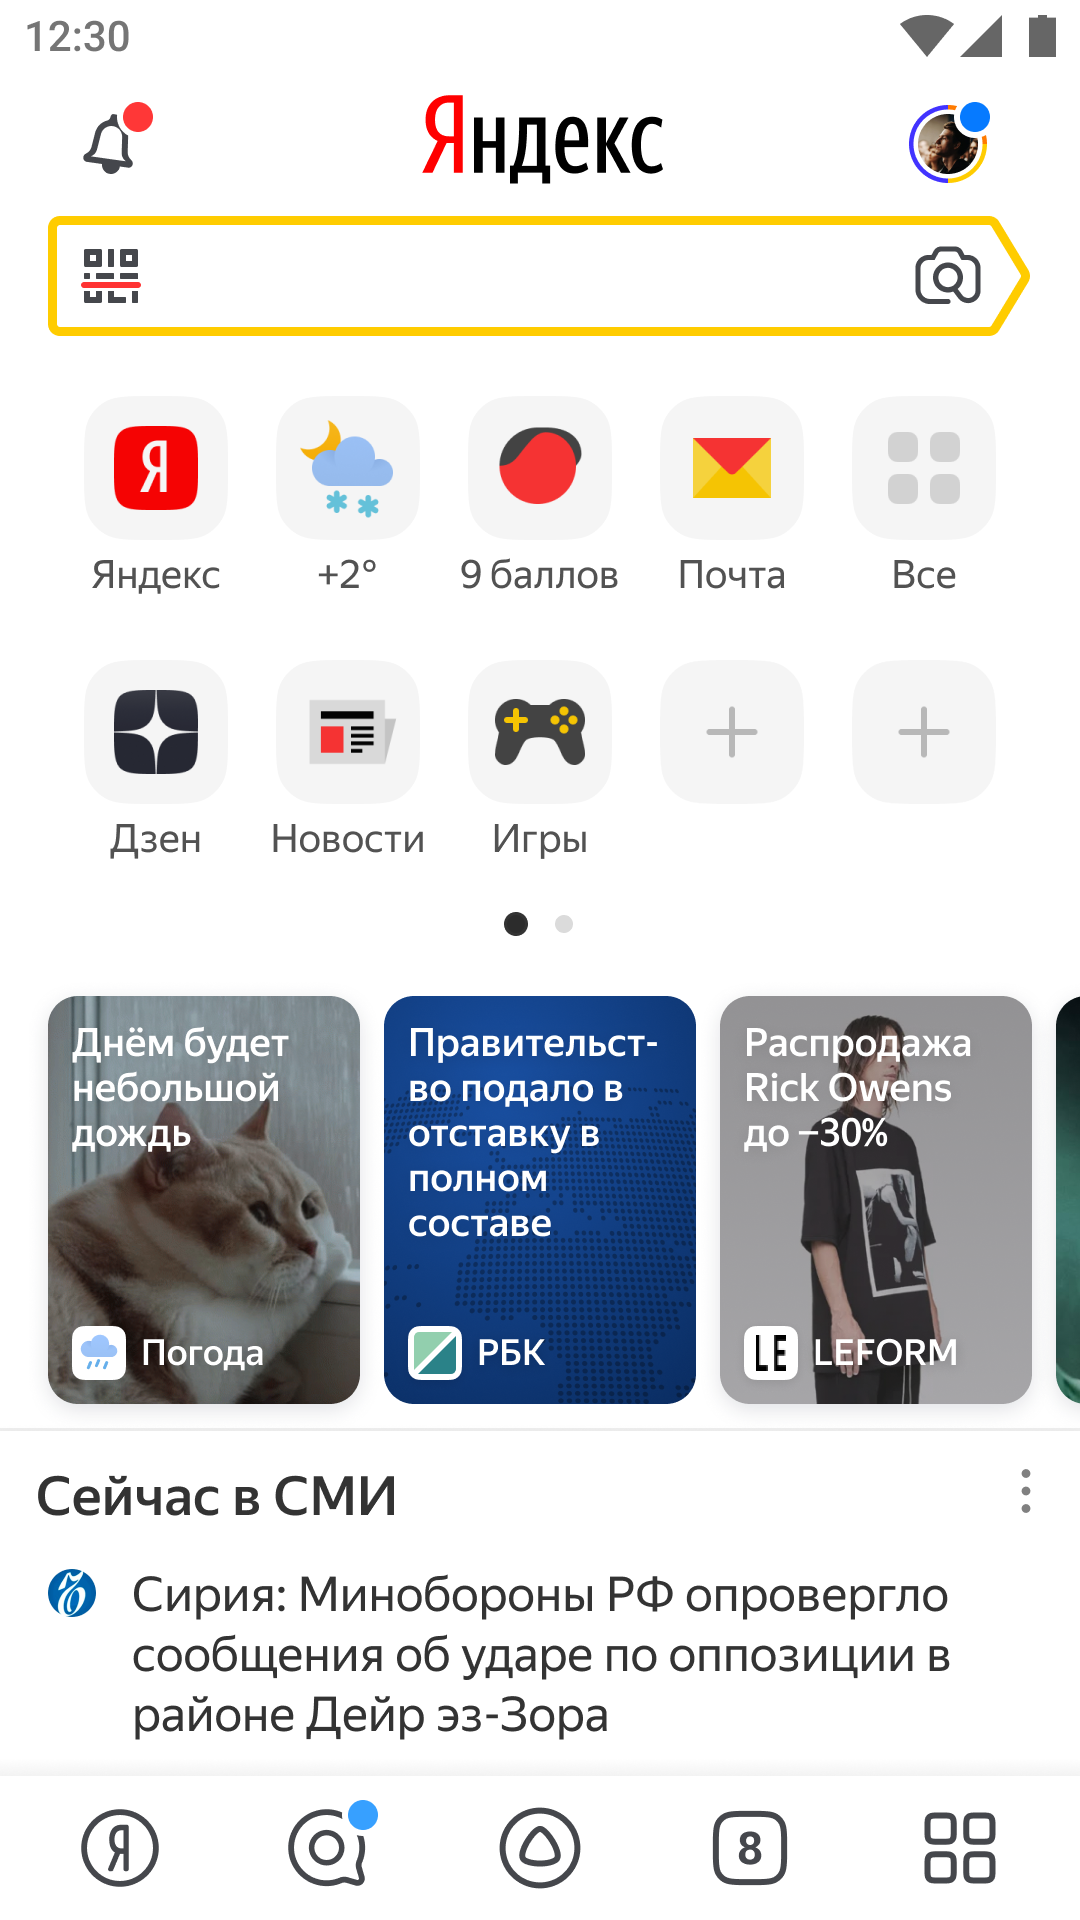 12:30
Яндекс
Я
Яндекс
+2°
9 баллов
Почта
Все
Дзен
Новости
Игры
Днём будет
небольшой
дождь
Погода
Правительст-
во подало в
отставку в
полном
составе
РБК
Распродажа
Rick Owens
до –30%
LE
LEFORM
Сейчас в СМИ
Ъ
Сирия: Минобороны РФ опровергло
сообщения об ударе по оппозиции в
районе Дейр эз-Зора
Я
8